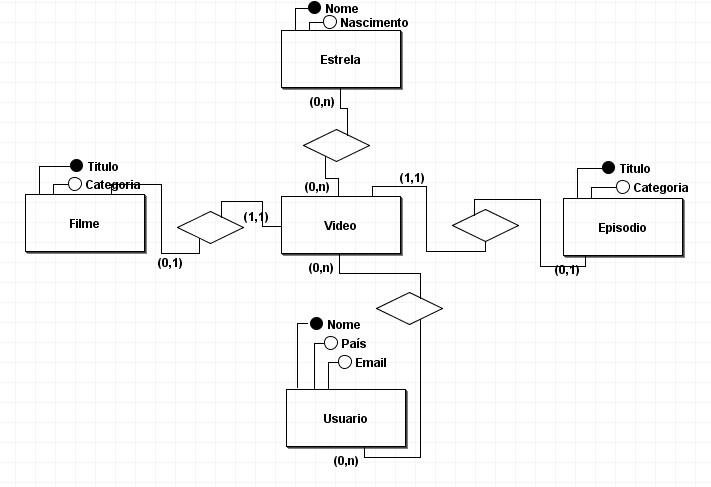 Nome
Nascimento
Estrela
(0,n)
(0,n)
(1,1)
Titulo
Categoria
Filme
(0,1)
(1,1)
Video
Titulo
Categoria
Episodio
(0,1)
(0,n)
Nome
País
Email
Usuario
(0,n)